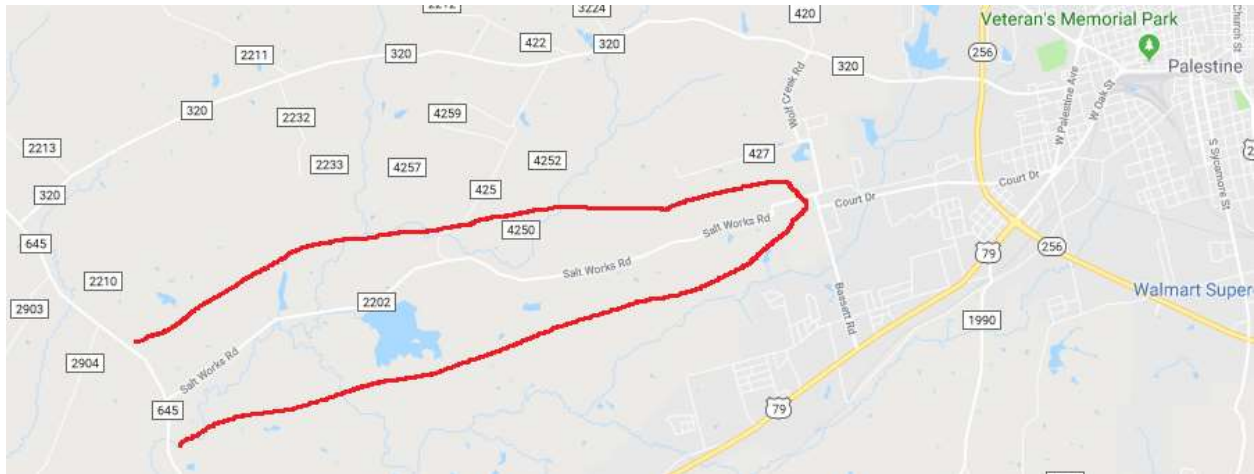 2212
3224
420
Veteran's Memorial Park
Church St
2211
422
320
320
256
320
Palestine
Wolf Creek Rd
W Palestine Ave
W Oak St
320
4259
2232
2213
2233
4257
4252
427
S Sycamore St
2
425
Court Dr
320
Court Dr
4250
Salt Works Rd
645
79
256
Salt Works Rd
2210
Walmart Super
2903
2202
Bassett Rd
1990
2904
Salt Works Rd
645
79